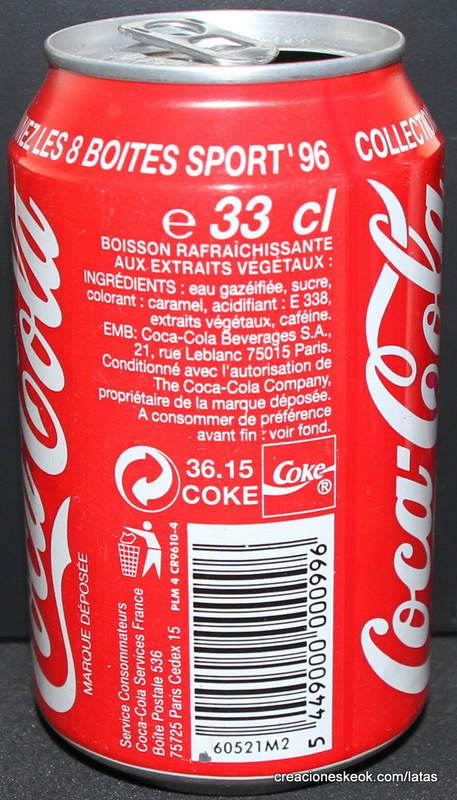 NEZ LES 8 BOITES SPORT' 96
COLLECTION
e 33 cl
BOISSON RAFRAÎCHISSANTE
AUX EXTRAITS VÉGÉTAUX :
INGRÉDIENTS : eau gazéifiée, sucre,
colorant : caramel, acidifiant : E 338,
extraits végétaux, caféine.
EMB: Coca-Cola Beverages S.A.,
21, rue Leblanc 75015 Paris.
Conditionné avec l'autorisation de
The Coca-Cola Company,
propriétaire de la marque déposée.
A consommer de préférence
avant fin : voir fond.
36.15
COKE
Coke
®
Coca-Cola
MARQUE DÉPOSÉE
Service Consommateurs
Coca-Cola Services France
Boîte Postale 536
75725 Paris Cedex 15
PLM 4 CR9610-4
5 449000 000996
60521M2
Coca-Cola
creacioneskeok.com/latas